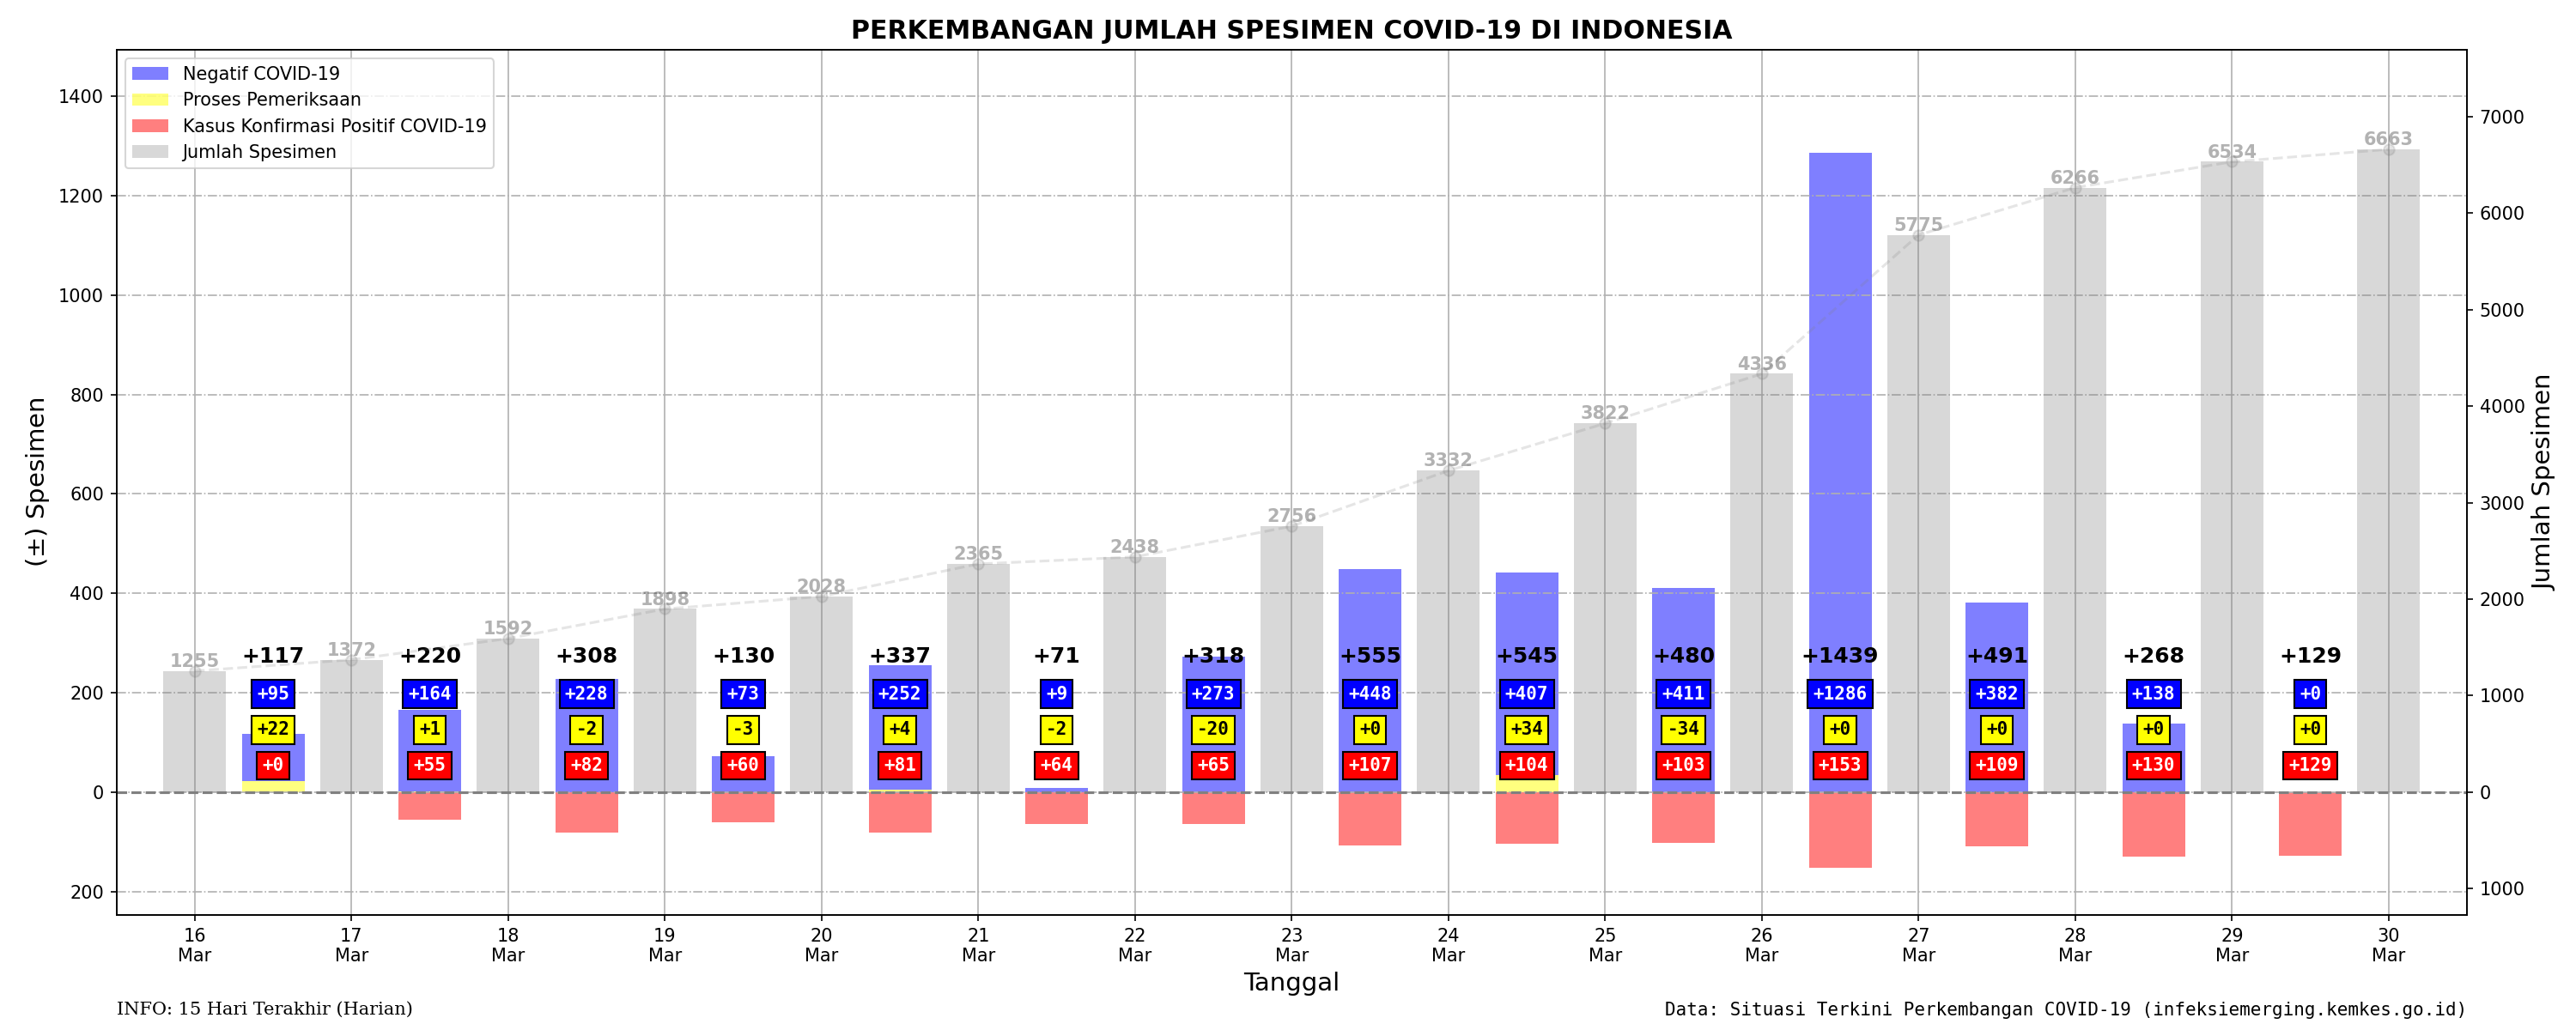 PERKEMBANGAN JUMLAH SPESIMEN COVID-19 DI INDONESIA
Negatif COVID-19
Proses Pemeriksaan
Kasus Konfirmasi Positif COVID-19
Jumlah Spesimen
(±) Spesimen
1400
1200
1000
800
600
400
200
0
200
7000
6000
5000
4000
3000
2000
1000
0
1000
Jumlah Spesimen
1255 1372 1592 1898 2028 2365 2438 2756 3332 3822 4336 5775 6266 6534 6663
+117 +220 +308 +130 +337 +71 +318 +555 +545 +480 +1439 +491 +268 +129
+95 +164 +228 +73 +252 +9 +273 +448 +407 +411 +1286 +382 +138 +0
+22 +1 -2 -3 +4 -2 -20 +0 +34 -34 +0 +0 +0 +0
+0 +55 +82 +60 +81 +64 +65 +107 +104 +103 +153 +109 +130 +129
16 17 18 19 20 21 22 23 24 25 26 27 28 29 30
Mar Mar Mar Mar Mar Mar Mar Mar Mar Mar Mar Mar Mar Mar Mar
Tanggal
INFO: 15 Hari Terakhir (Harian)
Data: Situasi Terkini Perkembangan COVID-19 (infeksiemerging.kemkes.go.id)